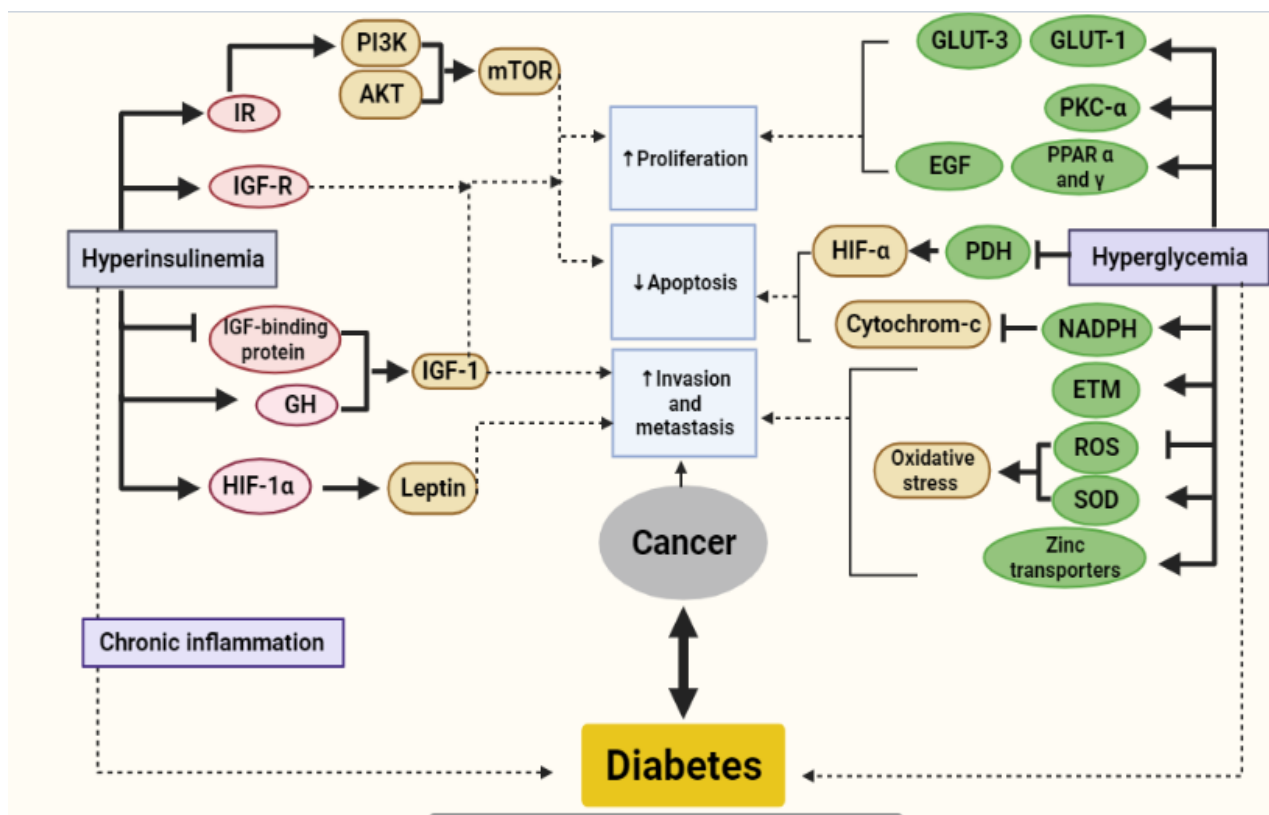 PI3K
AKT
mTOR
IR
IGF-R
Hyperinsulinemia
IGF-binding
protein
GH
IGF-1
HIF-1α
Leptin
Chronic inflammation
↑Proliferation
↓Apoptosis
↑Invasion
and
metastasis
Cancer
Diabetes
GLUT-3
GLUT-1
PKC-α
EGF
PPAR α
and γ
HIF-α
PDH
Hyperglycemia
Cytochrom-c
NADPH
ETM
ROS
Oxidative
stress
SOD
Zinc
transporters